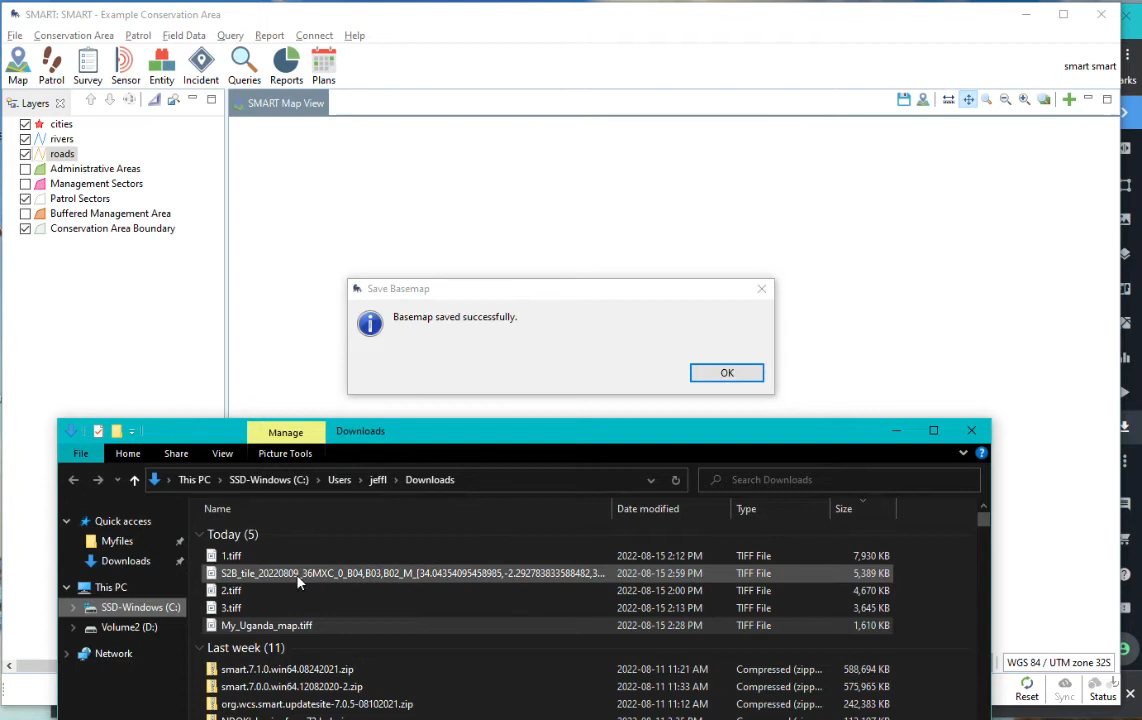 SMART: SMART - Example Conservation Area
File Conservation Area Patrol Field Data Query Report Connect Help
Map Patrol Survey Sensor Entity Incident Queries Reports Plans
smart smart
Layers
SMART Map View
cities
rivers
roads
Administrative Areas
Management Sectors
Patrol Sectors
Buffered Management Area
Conservation Area Boundary
Save Basemap
Basemap saved successfully.
OK
Manage Downloads
File Home Share View Picture Tools
This PC > SSD-Windows (C:) > Users > jeffl > Downloads
Search Downloads
Name Date modified Type Size
Quick access
Myfiles
Downloads
This PC
SSD-Windows (C:)
Volume2 (D:)
Network
Today (5)
1.tiff 2022-08-15 2:12 PM TIFF File 7,930 KB
S2B_tile_20220809_36MXC_0_B04,B03,B02_M_[34.04354095458985,-2.292783833588482,3... 2022-08-15 2:59 PM TIFF File 5,389 KB
2.tiff 2022-08-15 2:00 PM TIFF File 4,670 KB
3.tiff 2022-08-15 2:13 PM TIFF File 3,645 KB
My_Uganda_map.tiff 2022-08-15 2:28 PM TIFF File 1,610 KB
Last week (11)
smart.7.1.0.win64.08242021.zip 2022-08-11 11:21 AM Compressed (zipp... 588,694 KB
smart.7.0.0.win64.12082020-2.zip 2022-08-11 11:33 AM Compressed (zipp... 575,965 KB
org.wcs.smart.updatesite-7.0.5-08102021.zip 2022-08-11 11:29 AM Compressed (zipp... 242,383 KB
WGS 84 / UTM zone 32S
Reset Sync Status